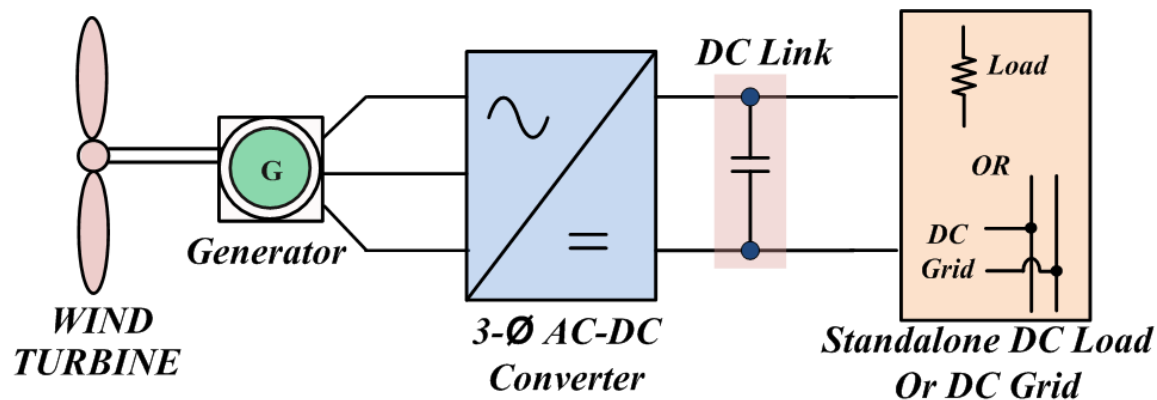 DC Link
Load
OR
G
DC
Grid
Generator
WIND
TURBINE
3-Ø AC-DC
Converter
Standalone DC Load
Or DC Grid